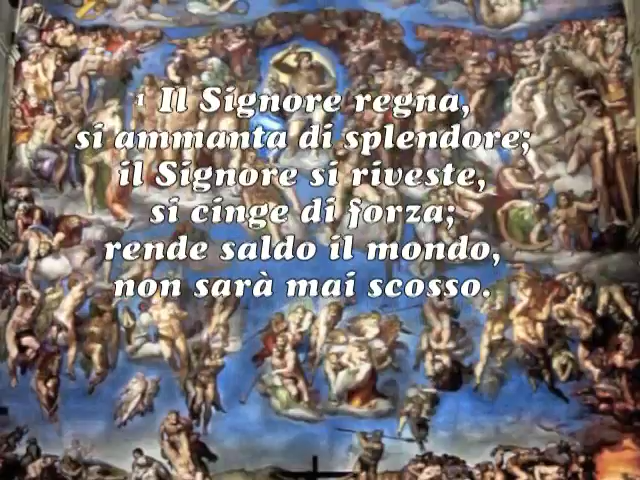 1 Il Signore regna,
si ammanta di splendore;
il Signore si riveste,
si cinge di forza;
rende saldo il mondo,
non sarà mai scosso.